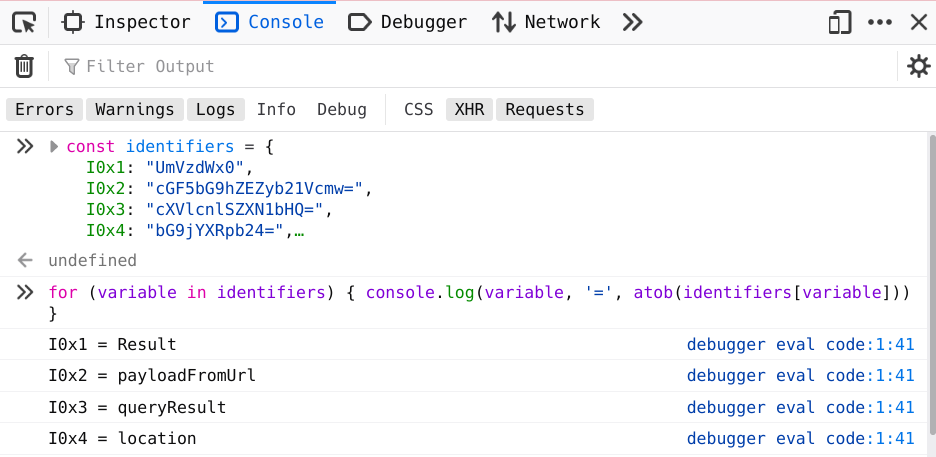 Inspector Console Debugger Network
Filter Output
Errors Warnings Logs Info Debug CSS XHR Requests
const identifiers = {
I0x1: "UmVzdWx0",
I0x2: "cGF5bG9hZEZyb21Vcmw=",
I0x3: "cXVlcnlSZXN1bHQ=",
I0x4: "bG9jYXRpb24=",…
undefined
for (variable in identifiers) { console.log(variable, '=', atob(identifiers[variable]))
}
I0x1 = Result debugger eval code:1:41
I0x2 = payloadFromUrl debugger eval code:1:41
I0x3 = queryResult debugger eval code:1:41
I0x4 = location debugger eval code:1:41